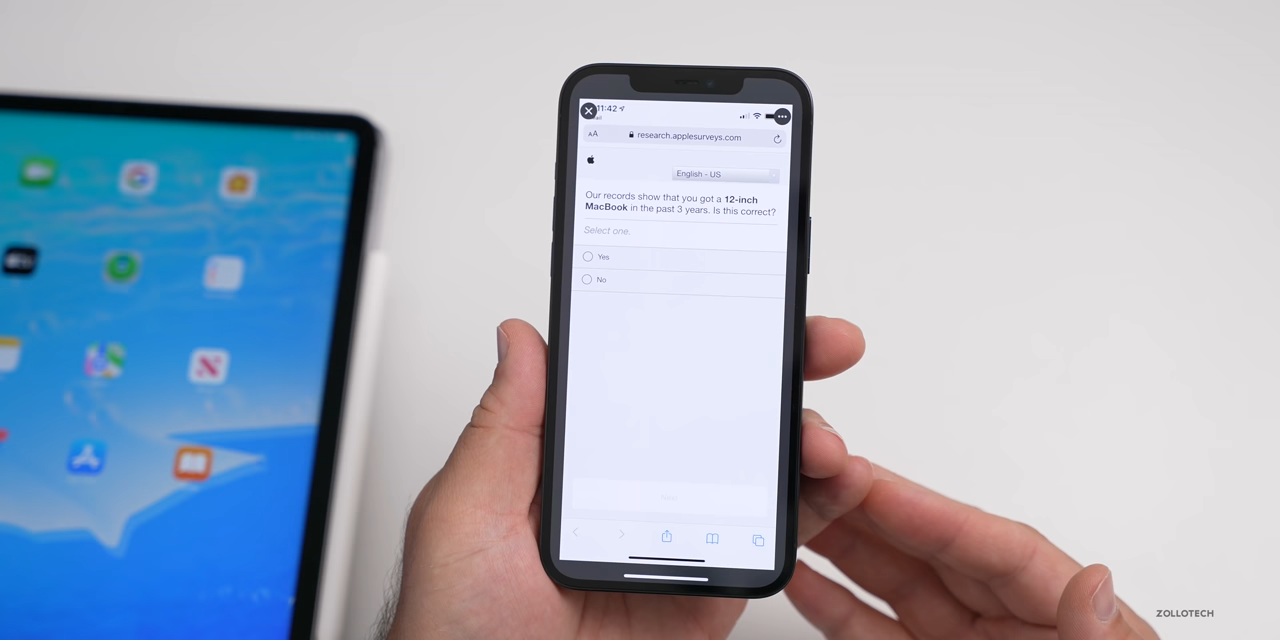 11:42
AA research.applesurveys.com
English - US
Our records show that you got a 12-inch
MacBook in the past 3 years. Is this correct?
Select one.
Yes
No
ZOLLOTECH